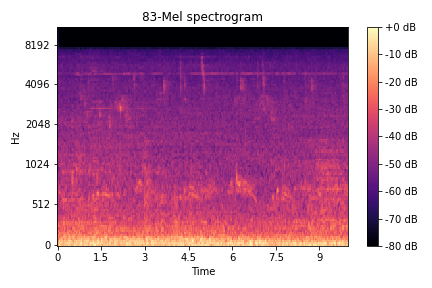 83-Mel spectrogram
8192
4096
2048
1024
512
0
Hz
0 1.5 3 4.5 6 7.5 9
Time
+0 dB
-10 dB
-20 dB
-30 dB
-40 dB
-50 dB
-60 dB
-70 dB
-80 dB